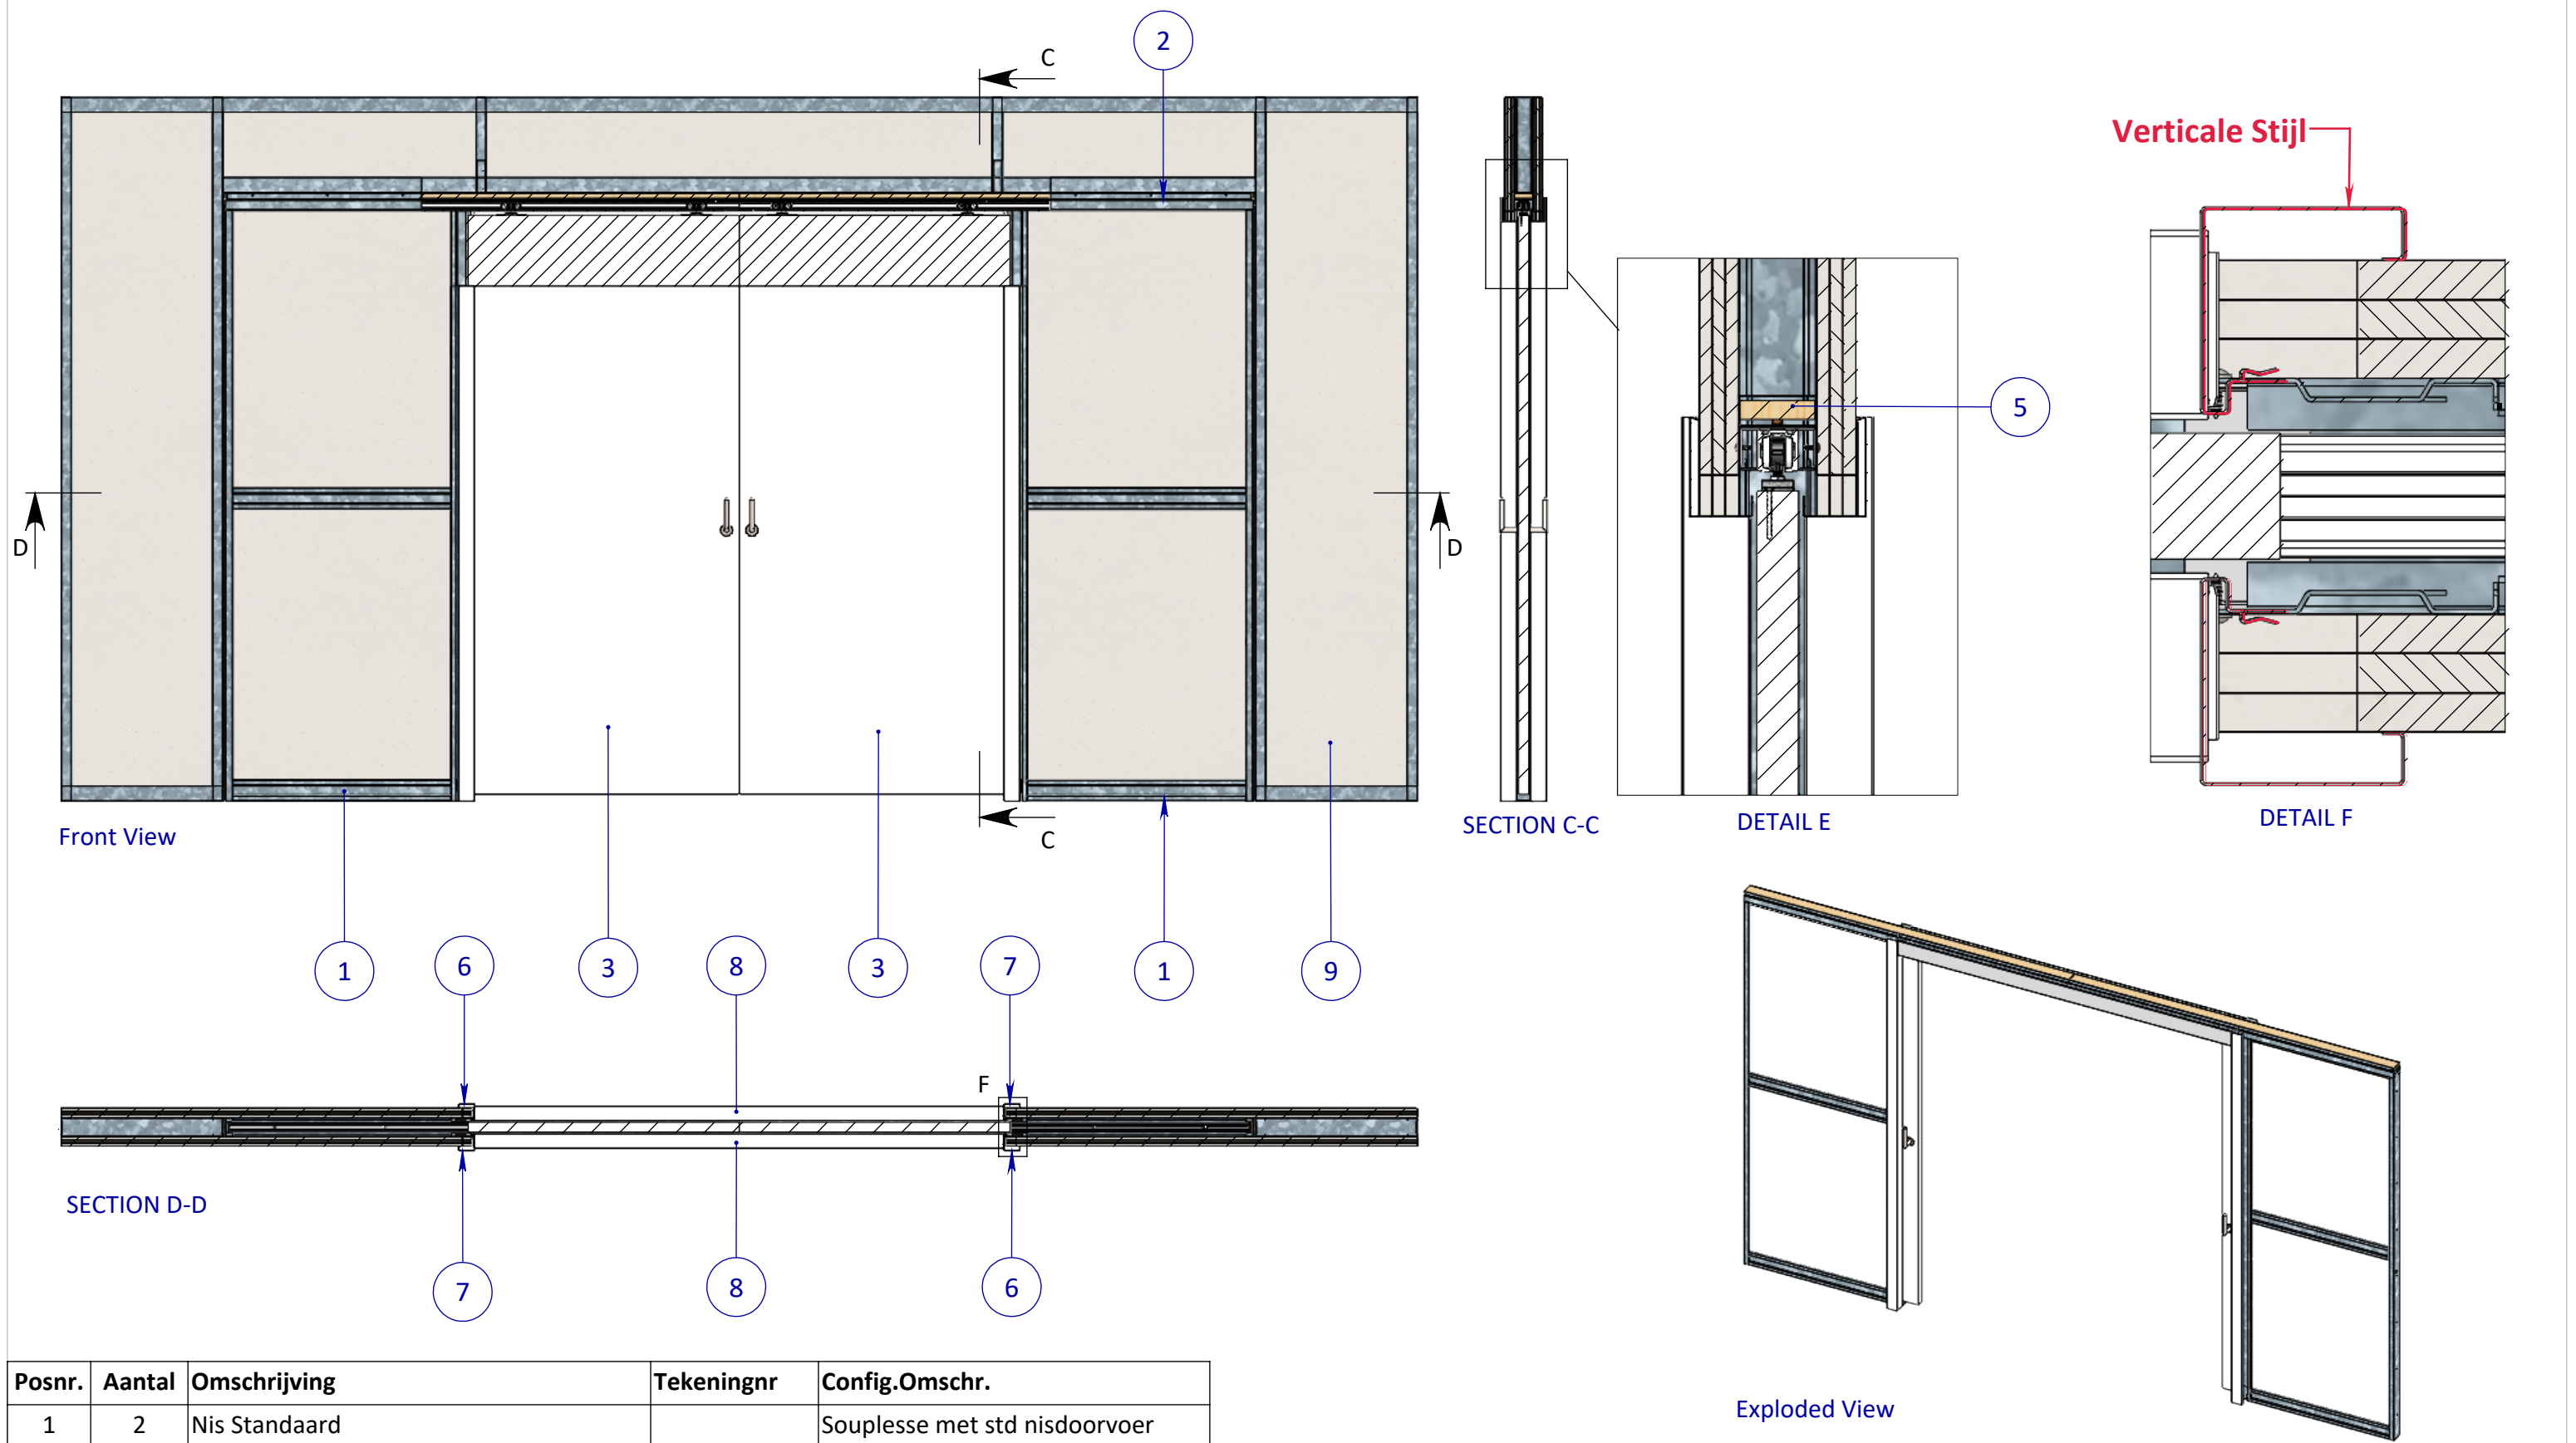 2
C
Verticale Stijl
5
D
D
C
Front View
SECTION C-C
DETAIL E
DETAIL F
1
6
3
8
3
7
1
9
F
SECTION D-D
7
8
6
Posnr. Aantal Omschrijving Tekeningnr Config.Omschr.
1 2 Nis Standaard Souplesse met std nisdoorvoer
Exploded View